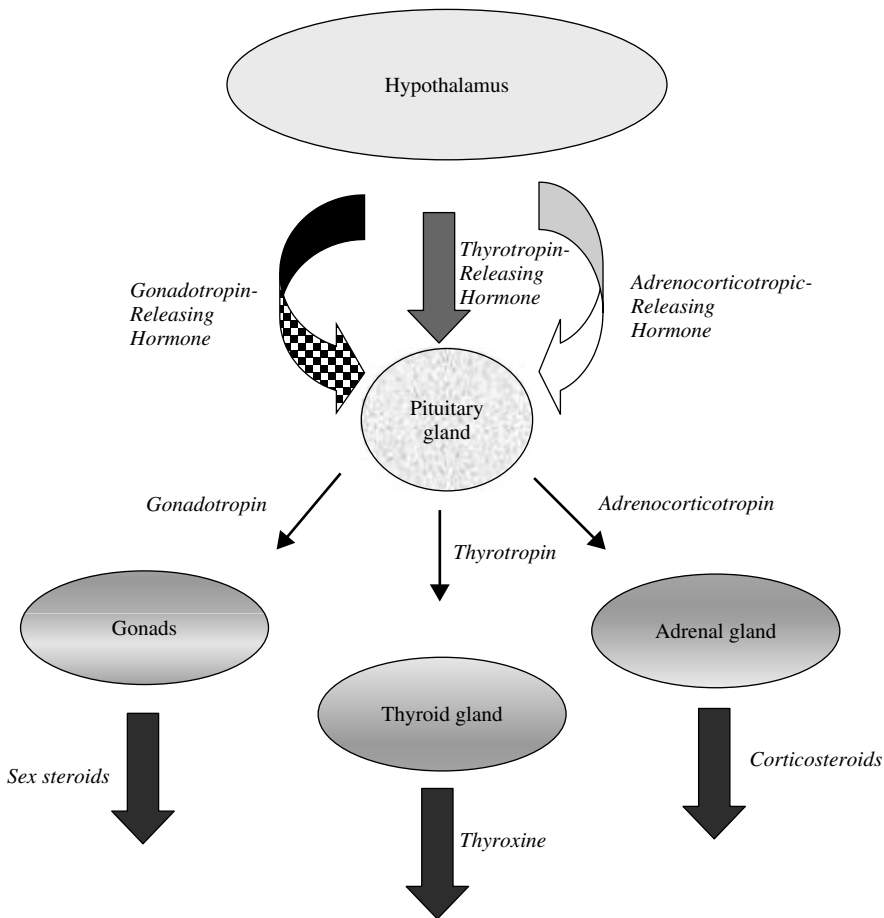 Hypothalamus
Gonadotropin-
Releasing
Hormone
Thyrotropin-
Releasing
Hormone
Adrenocorticotropic-
Releasing
Hormone
Pituitary
gland
Gonadotropin
Thyrotropin
Adrenocorticotropin
Gonads
Thyroid gland
Adrenal gland
Sex steroids
Thyroxine
Corticosteroids